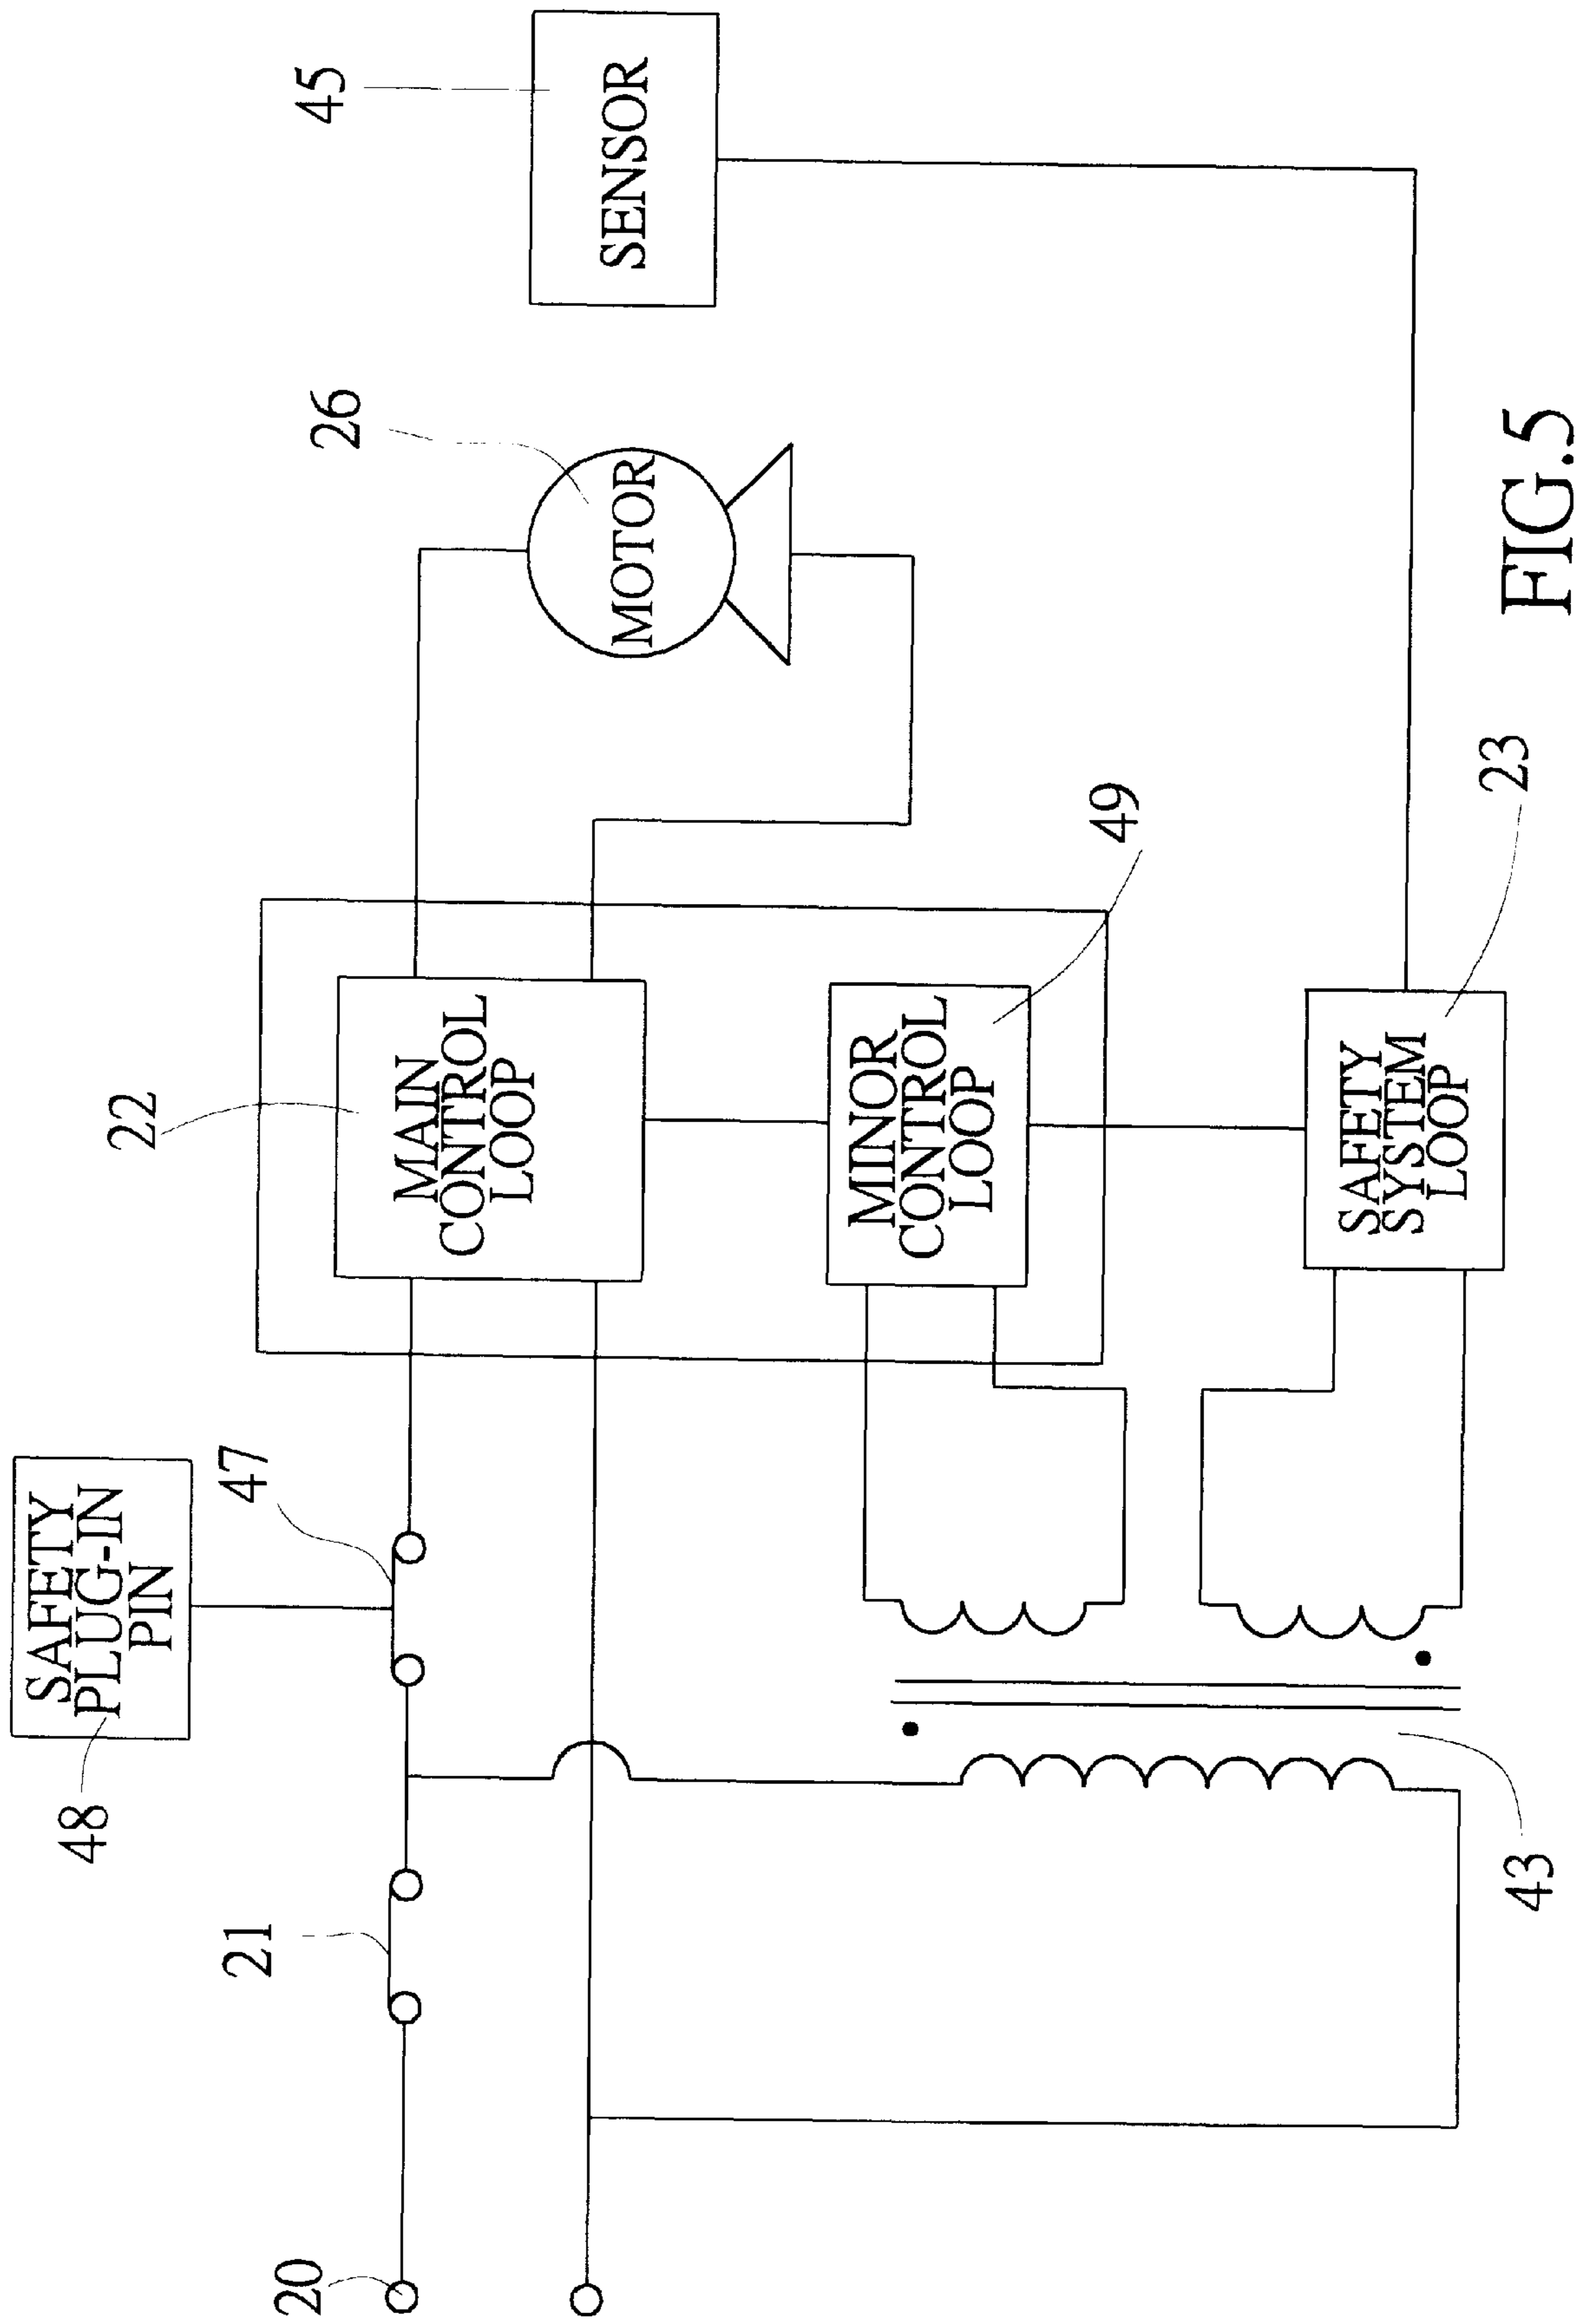 SAFETY
PLUG-IN
PIN
48
47
22
MAIN
CONTROL
LOOP
26
MOTOR
45
SENSOR
20
21
MINOR
CONTROL
LOOP
49
43
SAFETY
SYSTEM
LOOP
23
FIG.5